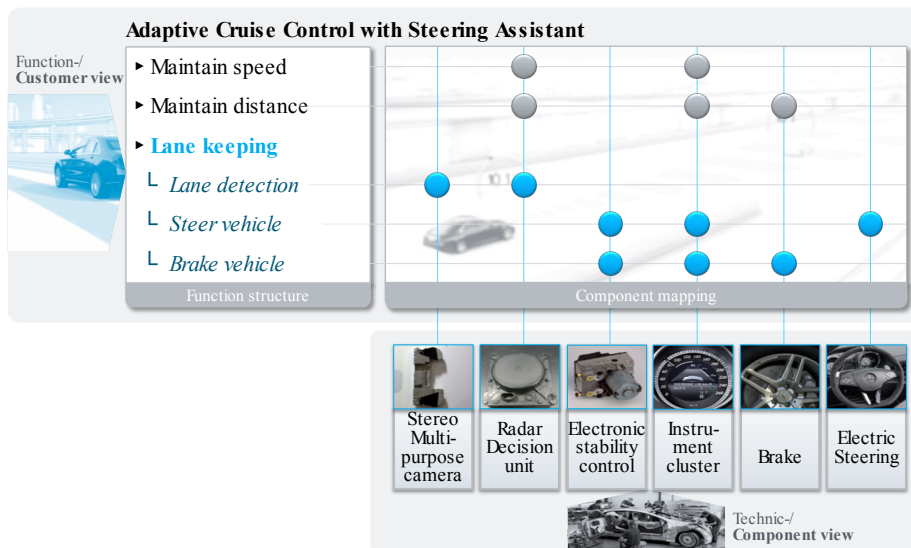 Adaptive Cruise Control with Steering Assistant
Function-/
Customer view
Maintain speed
Maintain distance
Lane keeping
Lane detection
Steer vehicle
Brake vehicle
Function structure
10.1
Component mapping
Stereo
Multi-
purpose
camera
Radar
Decision
unit
Electronic
stability
control
Instru-
ment
cluster
Brake
Electric
Steering
Technic-/
Component view